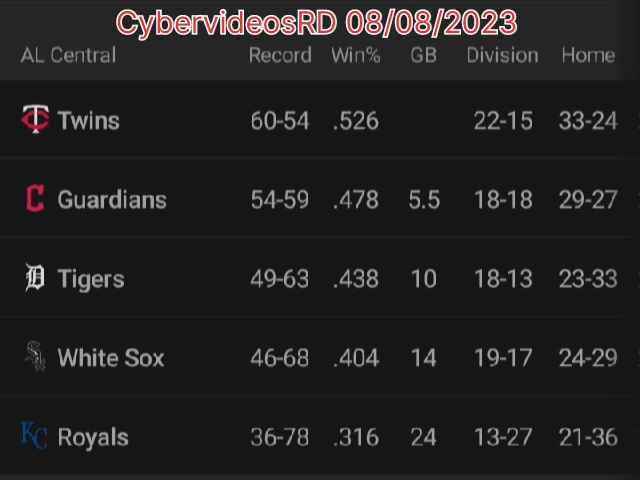 CybervideosRD 08/08/2023
AL Central Record Win% GB Division Home
Twins 60-54 .526 22-15 33-24
Guardians 54-59 .478 5.5 18-18 29-27
Tigers 49-63 .438 10 18-13 23-33
White Sox 46-68 .404 14 19-17 24-29
Royals 36-78 .316 24 13-27 21-36